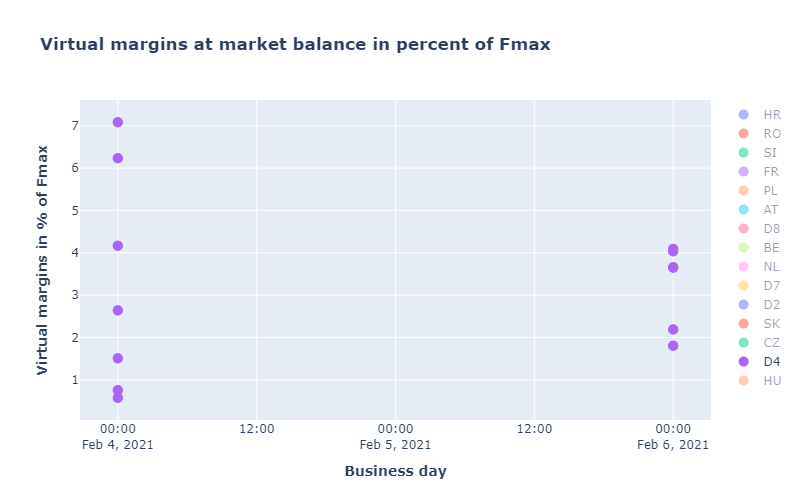 Virtual margins at market balance in percent of Fmax
Virtual margins in % of Fmax
7
6
5
4
3
2
1
00:00
Feb 4, 2021
12:00
00:00
Feb 5, 2021
12:00
00:00
Feb 6, 2021
Business day
HR
RO
SI
FR
PL
AT
D8
BE
NL
D7
D2
SK
CZ
D4
HU